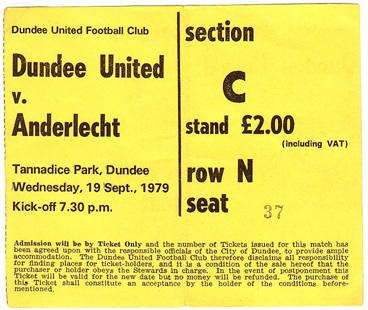 Dundee United Football Club
Dundee United
v.
Anderlecht
Tannadice Park, Dundee
Wednesday, 19 Sept., 1979
Kick-off 7.30 p.m.
section
C
stand £2.00
(including VAT)
row N
seat 37
Admission will be by Ticket Only and the number of Tickets issued for this match
has been agreed upon with the responsible officials of the City of Dundee, to provide ample
accommodation. The Dundee United Football Club therefore disclaims all responsibility
for finding places for ticket-holders, and it is a condition of the sale hereof that the
purchaser or holder obeys the Stewards in charge. In the event of postponement this
Ticket will be valid for the new date but no money will be refunded. The purchase of
this Ticket shall constitute an acceptance by the holder of the conditions before-
mentioned.